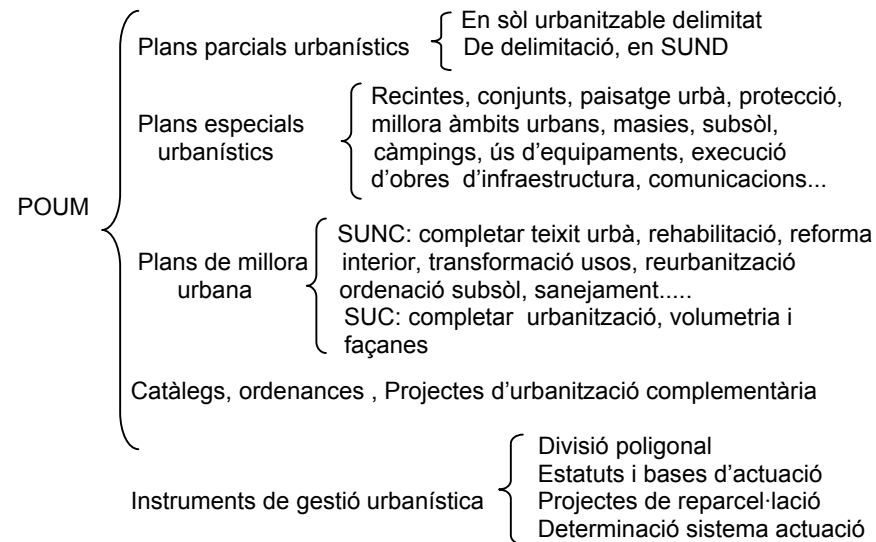 POUM
Plans parcials urbanístics
En sòl urbanitzable delimitat
De delimitació, en SUND
Plans especials
urbanístics
Recintes, conjunts, paisatge urbà, protecció,
millora àmbits urbans, masies, subsòl,
càmpings, ús d'equipaments, execució
d'obres d'infraestructura, comunicacions...
Plans de millora
urbana
SUNC: completar teixit urbà, rehabilitació, reforma
interior, transformació usos, reurbanització
ordenació subsòl, sanejament.....
SUC: completar urbanització, volumetria i
façanes
Catàlegs, ordenances , Projectes d'urbanització complementària
Instruments de gestió urbanística
Divisió poligonal
Estatuts i bases d'actuació
Projectes de reparcel·lació
Determinació sistema actuació